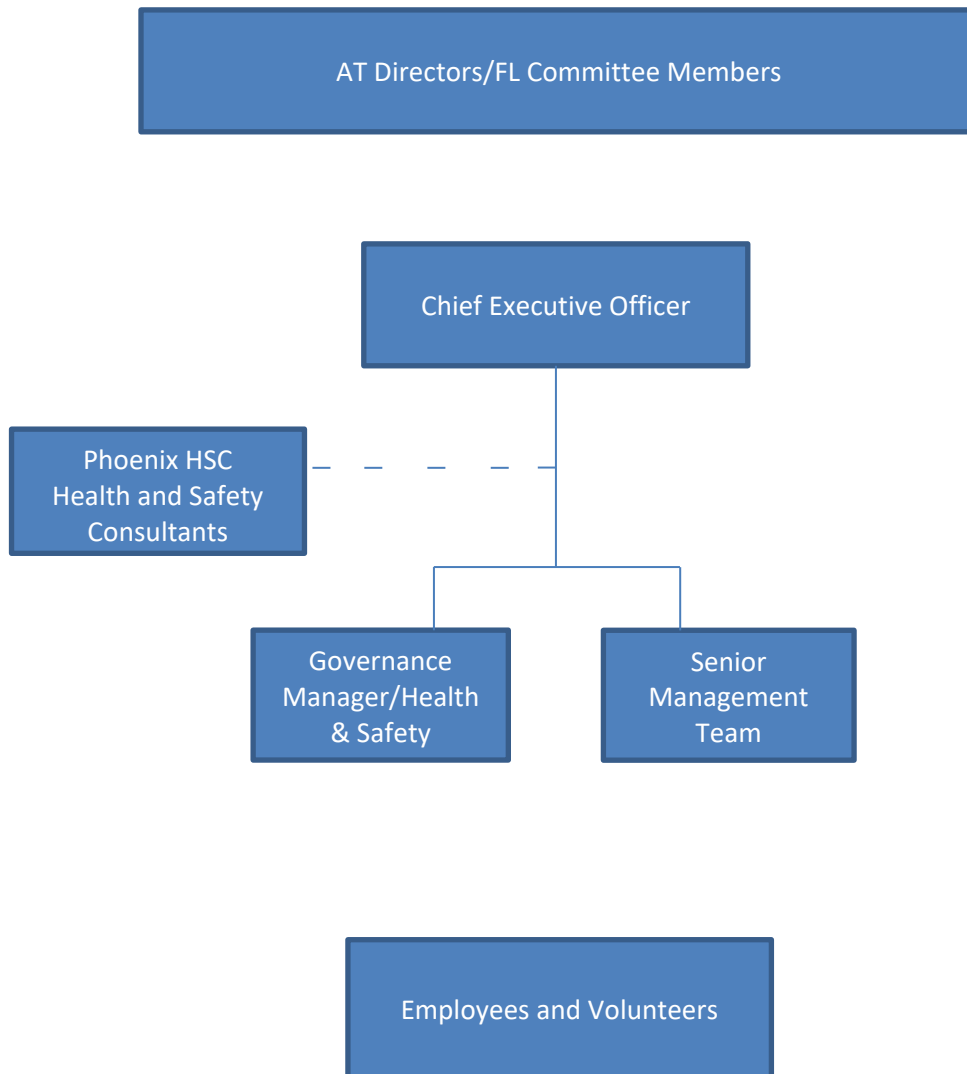 AT Directors/FL Committee Members
Chief Executive Officer
Phoenix HSC
Health and Safety
Consultants
Governance
Manager/Health
& Safety
Senior
Management
Team
Employees and Volunteers